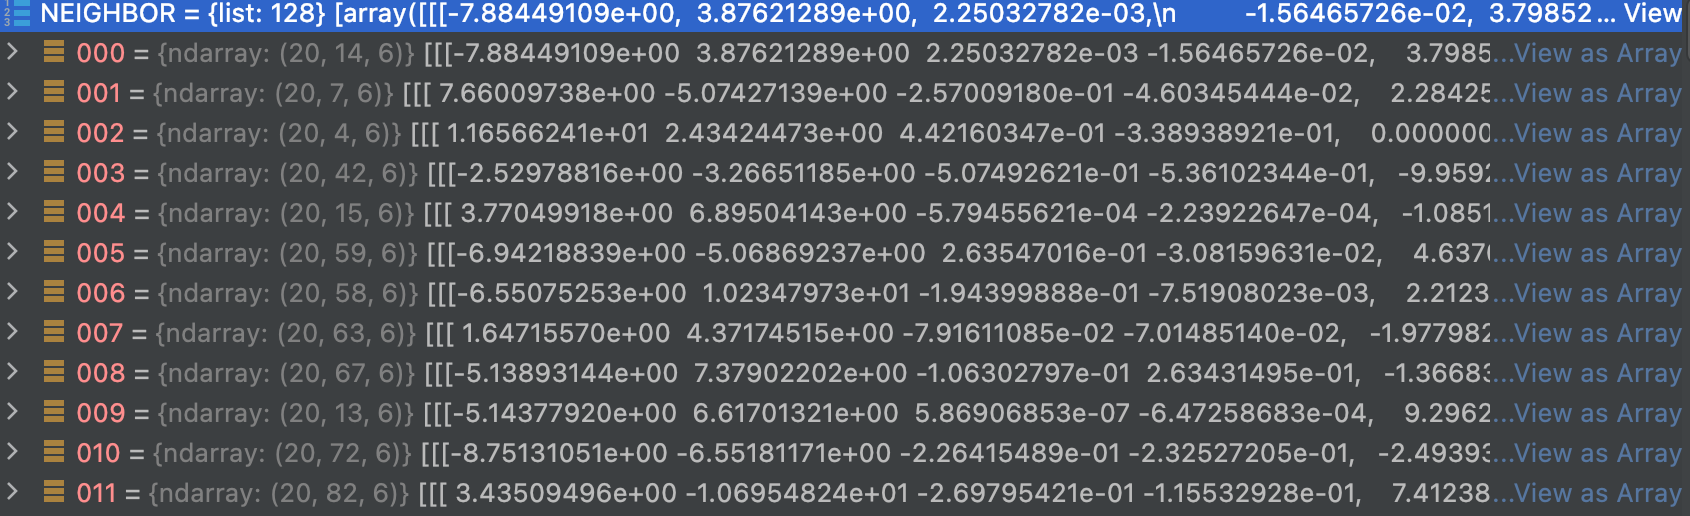 NEIGHBOR = {list: 128} [array([[[-7.88449109e+00, 3.87621289e+00, 2.25032782e-03,\n -1.56465726e-02, 3.79852 ... View
000 = {ndarray: (20, 14, 6)} [[[-7.88449109e+00 3.87621289e+00 2.25032782e-03 -1.56465726e-02, 3.7985...View as Array
001 = {ndarray: (20, 7, 6)} [[[ 7.66009738e+00 -5.07427139e+00 -2.57009180e-01 -4.60345444e-02, 2.28425...View as Array
002 = {ndarray: (20, 4, 6)} [[[ 1.16566241e+01 2.43424473e+00 4.42160347e-01 -3.38938921e-01, 0.000000...View as Array
003 = {ndarray: (20, 42, 6)} [[[-2.52978816e+00 -3.26651185e+00 -5.07492621e-01 -5.36102344e-01, -9.9592...View as Array
004 = {ndarray: (20, 15, 6)} [[[ 3.77049918e+00 6.89504143e+00 -5.79455621e-04 -2.23922647e-04, -1.0851...View as Array
005 = {ndarray: (20, 59, 6)} [[[-6.94218839e+00 -5.06869237e+00 2.63547016e-01 -3.08159631e-02, 4.6370...View as Array
006 = {ndarray: (20, 58, 6)} [[[-6.55075253e+00 1.02347973e+01 -1.94399888e-01 -7.51908023e-03, 2.2123...View as Array
007 = {ndarray: (20, 63, 6)} [[[ 1.64715570e+00 4.37174515e+00 -7.91611085e-02 -7.01485140e-02, -1.977982...View as Array
008 = {ndarray: (20, 67, 6)} [[[-5.13893144e+00 7.37902202e+00 -1.06302797e-01 2.63431495e-01, -1.36683...View as Array
009 = {ndarray: (20, 13, 6)} [[[-5.14377920e+00 6.61701321e+00 5.86906853e-07 -6.47258683e-04, 9.2962...View as Array
010 = {ndarray: (20, 72, 6)} [[[-8.75131051e+00 -6.55181171e+00 -2.26415489e-01 -2.32527205e-01, -2.49393...View as Array
011 = {ndarray: (20, 82, 6)} [[[ 3.43509496e+00 -1.06954824e+01 -2.69795421e-01 -1.15532928e-01, 7.41238...View as Array